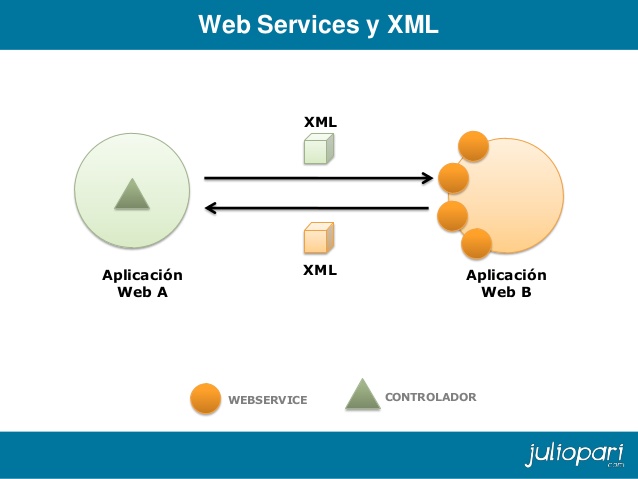 Web Services y XML
XML
Aplicación
Web A
XML
Aplicación
Web B
WEBSERVICE
CONTROLADOR
juliopari
.com